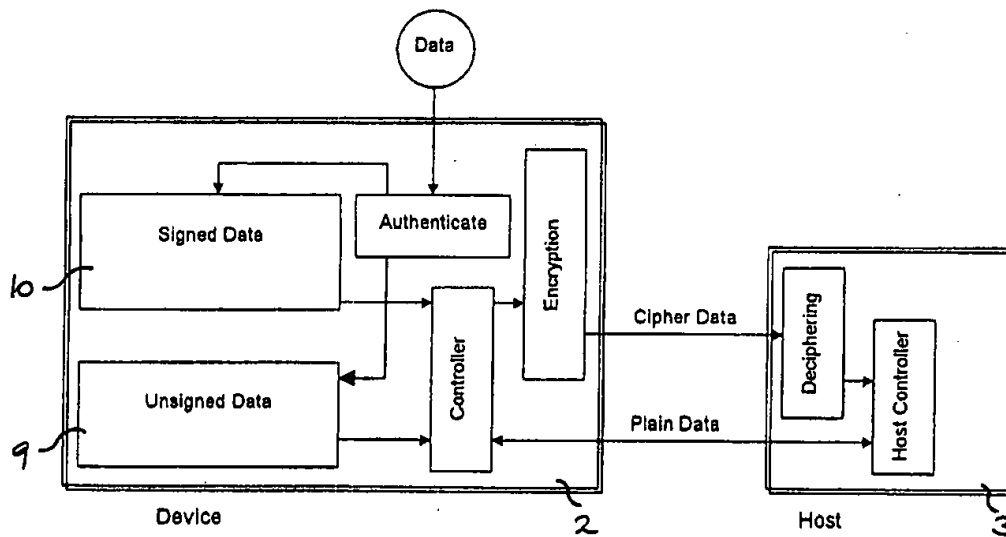 Data
Authenticate
Signed Data
Encryption
10
Controller
Cipher Data
Deciphering
Host Controller
Unsigned Data
Plain Data
9
Device
2
Host
3